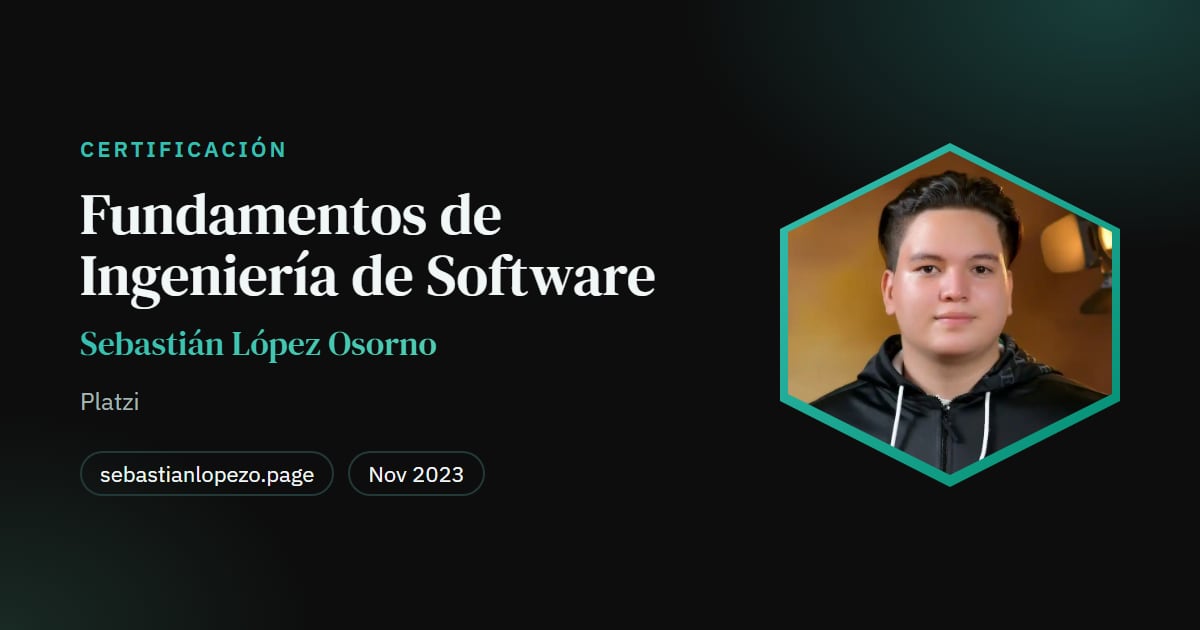 CERTIFICACIÓN
Fundamentos de
Ingeniería de Software
Sebastián López Osorno
Platzi
sebastianlopezo.page
Nov 2023